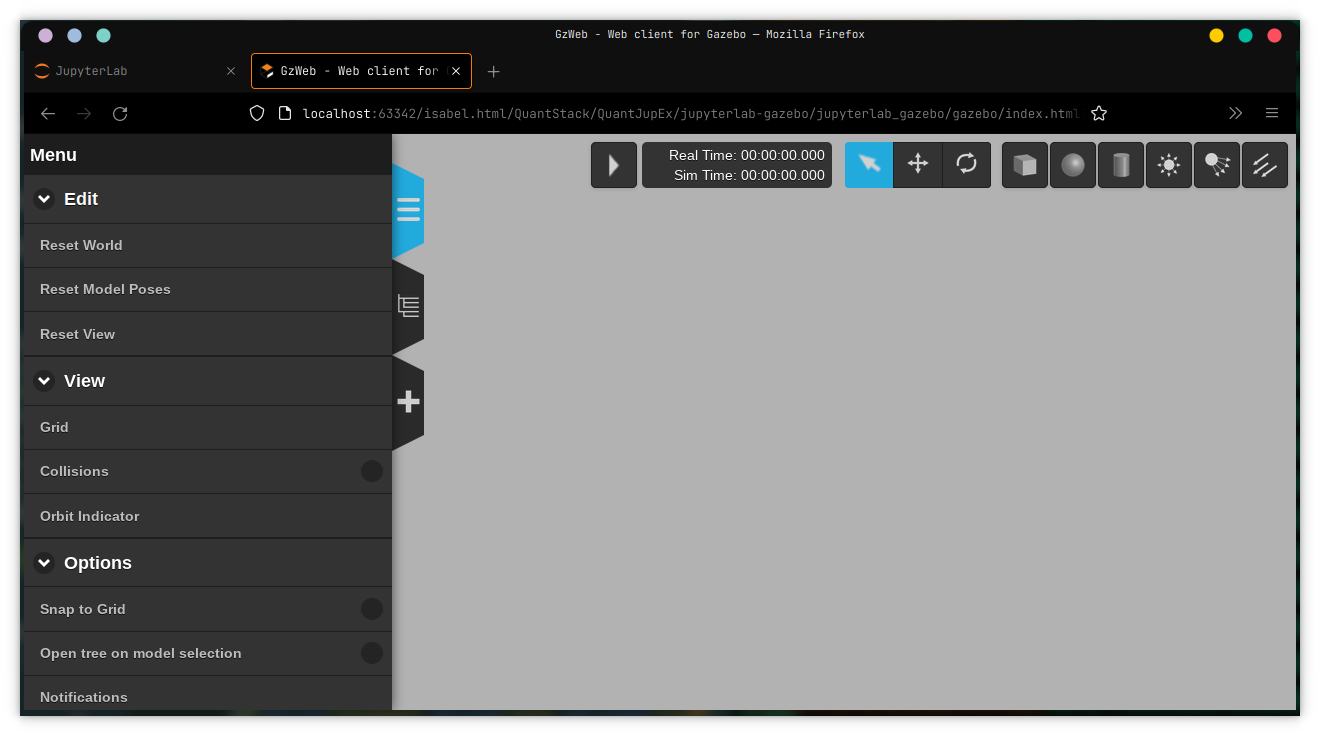 GzWeb - Web client for Gazebo — Mozilla Firefox
JupyterLab
GzWeb - Web client for
localhost:63342/isabel.html/QuantStack/QuantJupEx/jupyterlab-gazebo/jupyterlab_gazebo/gazebo/index.html
Menu
Real Time: 00:00:00.000
Sim Time: 00:00:00.000
Edit
Reset World
Reset Model Poses
Reset View
View
Grid
Collisions
Orbit Indicator
Options
Snap to Grid
Open tree on model selection
Notifications